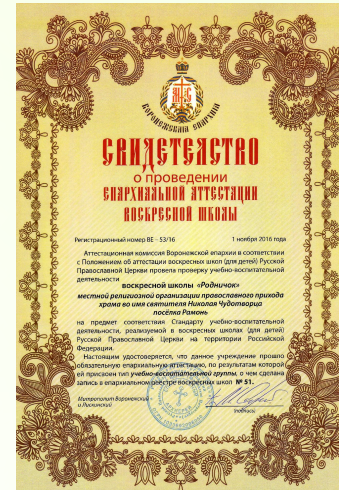 ВОРОНЕЖСКАЯ ЕПАРХИЯ
СВИДЕТЕЛСТВО
о проведении
ЕПАРХИАЛЬНОЙ АТТЕСТАЦИИ
ВОСКРЕСНОЙ ШКОЛЫ
Регистрационный номер ВЕ – 53/16 1 ноября 2016 года
Аттестационная комиссия Воронежской епархии в соответствии
с Положением об аттестации воскресных школ (для детей) Русской
Православной Церкви провела проверку учебно-воспитательной
деятельности
воскресной школы «Родничок»
местной религиозной организации православного прихода
храма во имя святителя Николая Чудотворца
посёлка Рамонь
на предмет соответствия Стандарту учебно-воспитательной
деятельности, реализуемой в воскресных школах (для детей)
Русской Православной Церкви на территории Российской
Федерации.
Настоящим удостоверяется, что данное учреждение прошло
обязательную епархиальную аттестацию, по результатам которой
ей присвоен тип учебно-воспитательной группы, о чем сделана
запись в епархиальном реестре воскресных школ № 51.
Митрополит Воронежский
и Лискинский
(подпись)